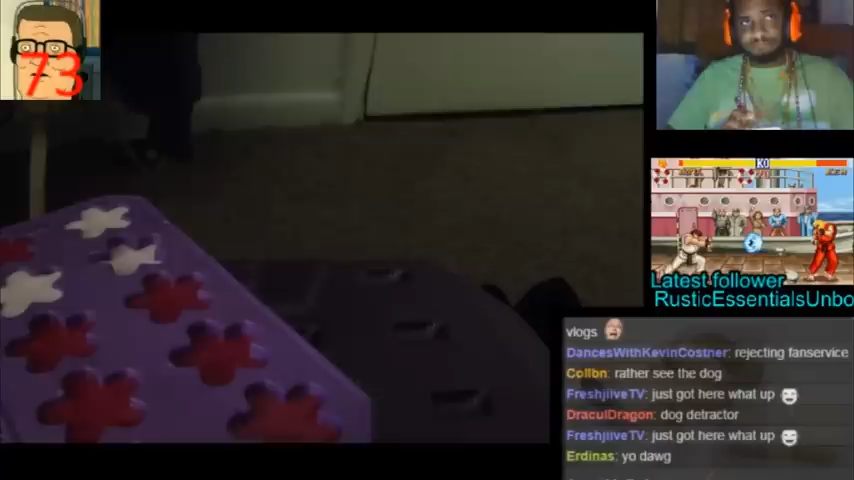 73
KO
KEN
Latest follower
RusticEssentialsUnbo
vlogs
DancesWithKevinCostner: rejecting fanservice
Collbn: rather see the dog
FreshjiiveTV: just got here what up
DraculDragon: dog detractor
FreshjiiveTV: just got here what up
Erdinas: yo dawg